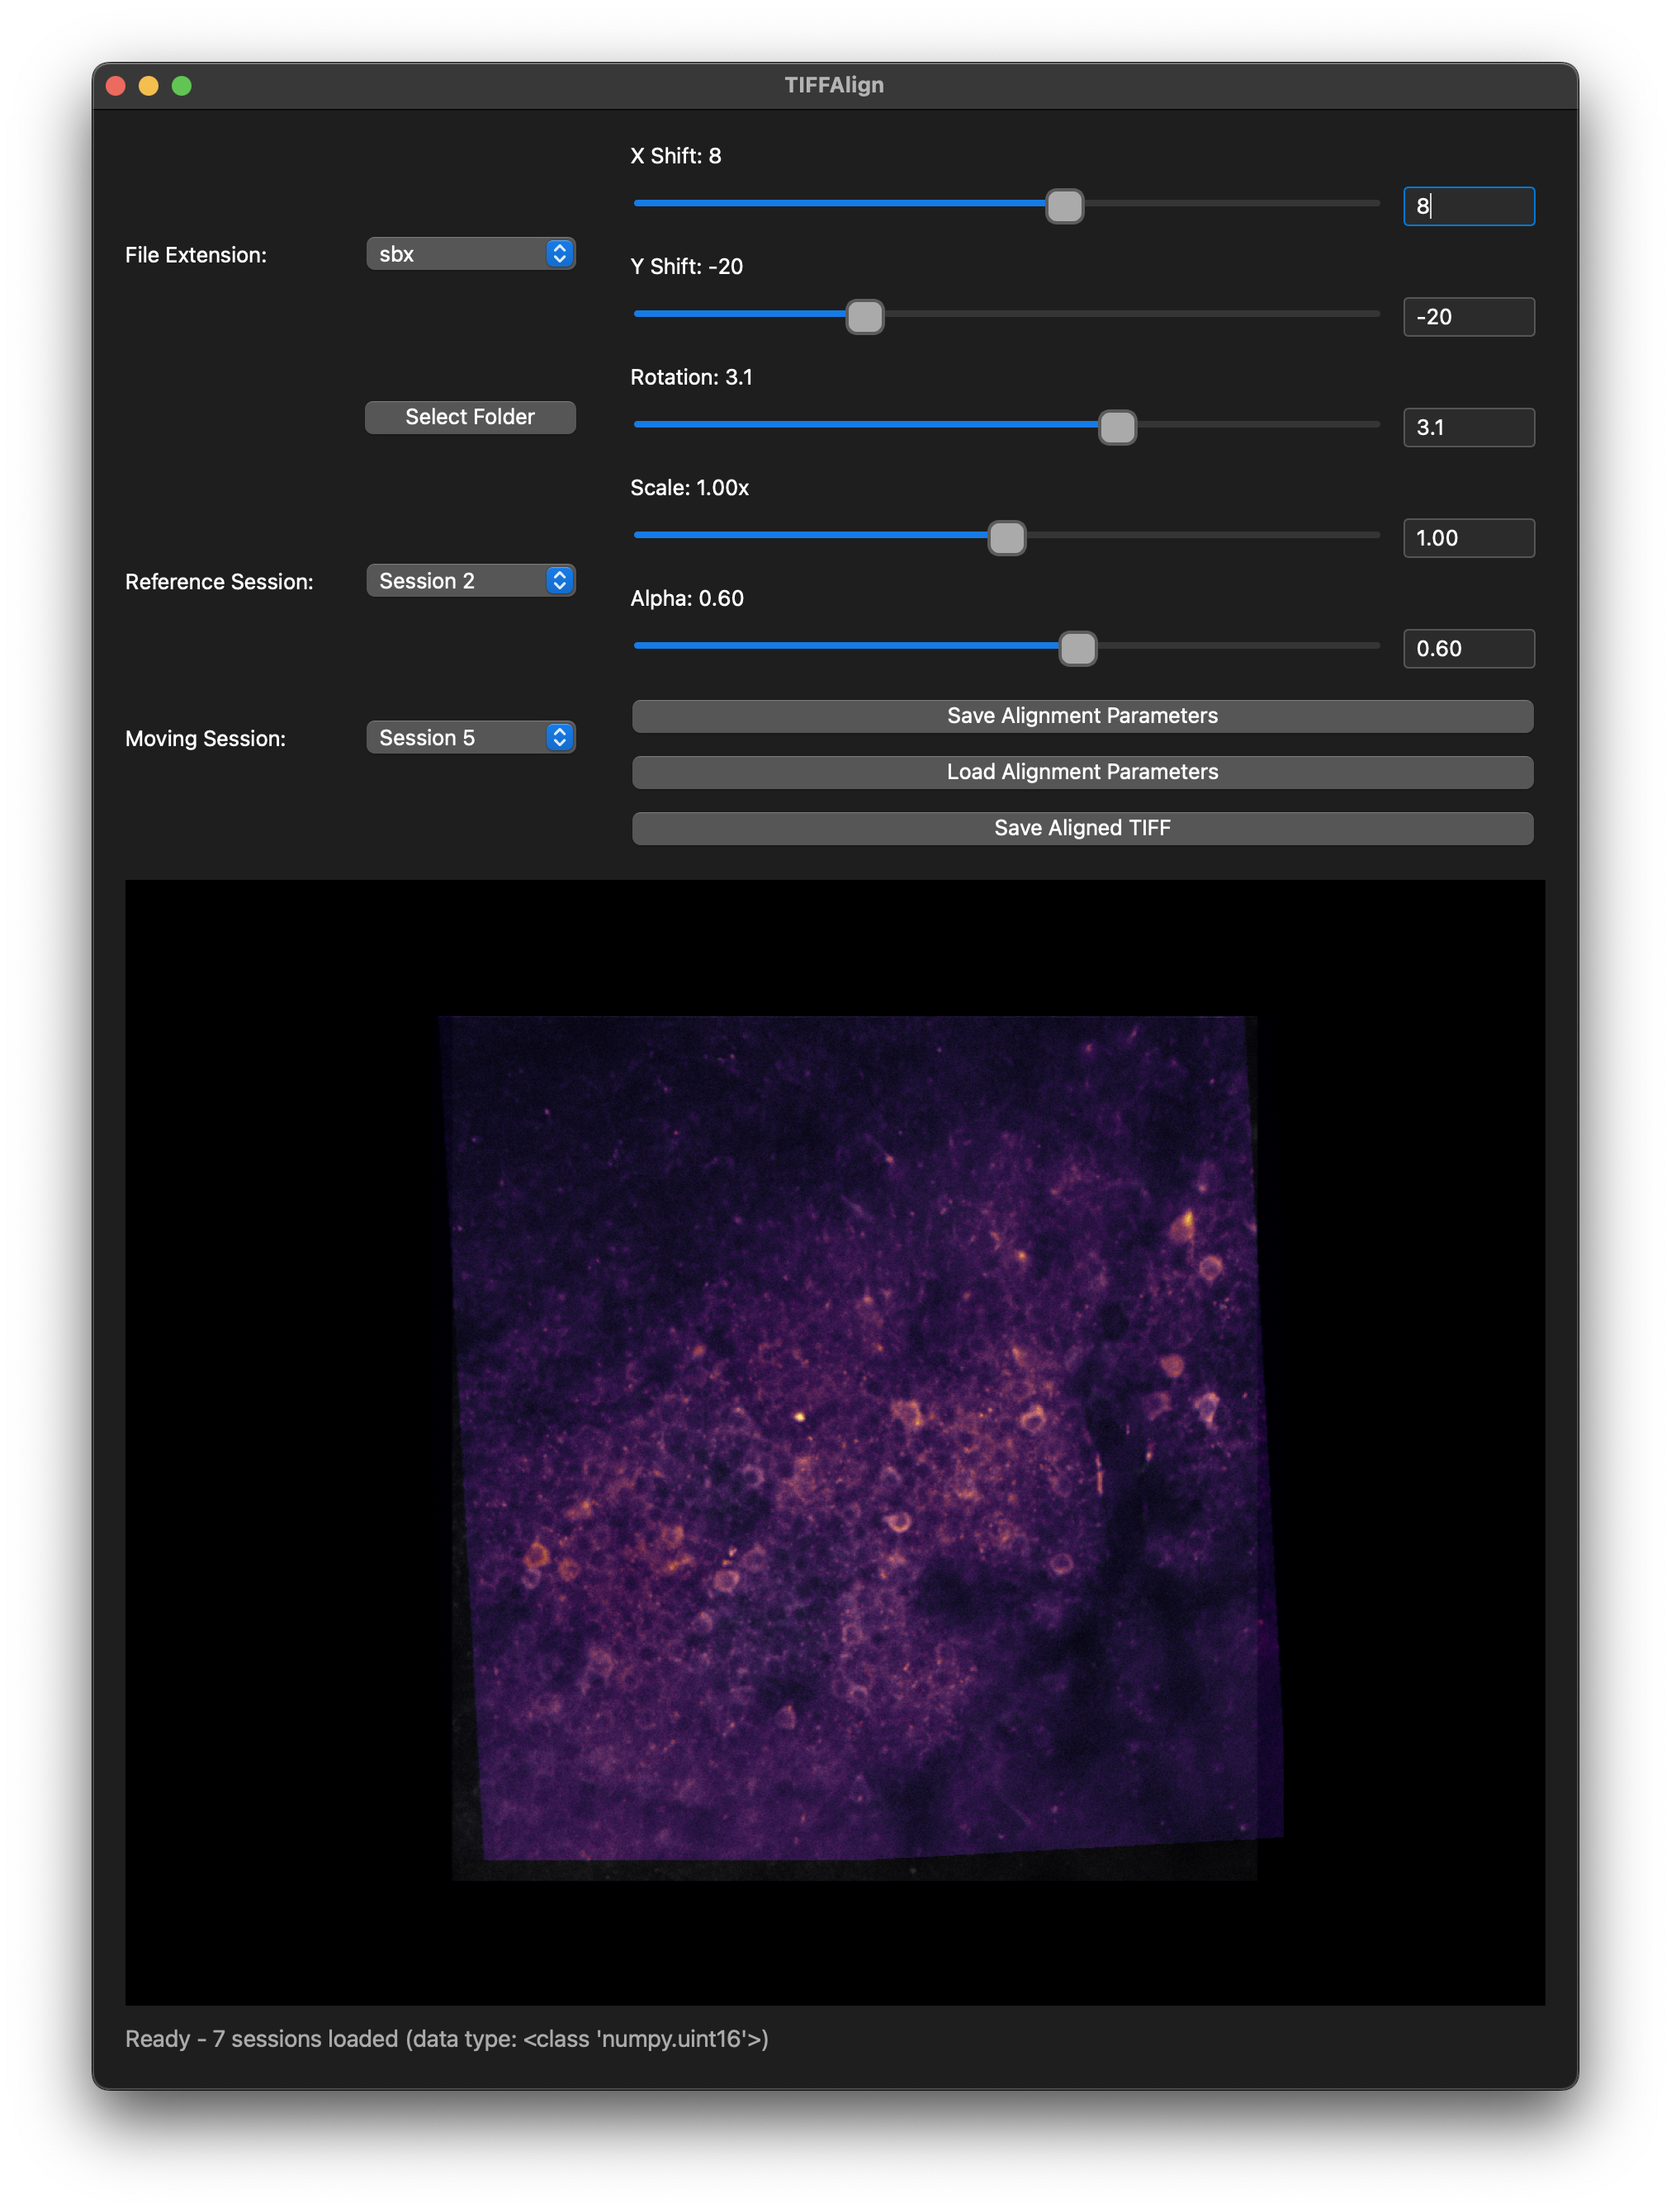 TIFFAlign
File Extension:
sbx
Select Folder
Reference Session:
Session 2
Moving Session:
Session 5
X Shift: 8
8
Y Shift: -20
-20
Rotation: 3.1
3.1
Scale: 1.00x
1.00
Alpha: 0.60
0.60
Save Alignment Parameters
Load Alignment Parameters
Save Aligned TIFF
Ready - 7 sessions loaded (data type: <class 'numpy.uint16'>)